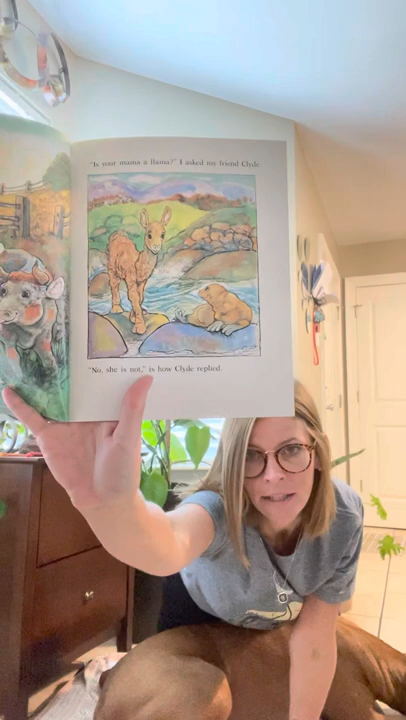 "Is your mama a llama?" I asked my friend Clyde.
"No, she is not," is how Clyde replied.